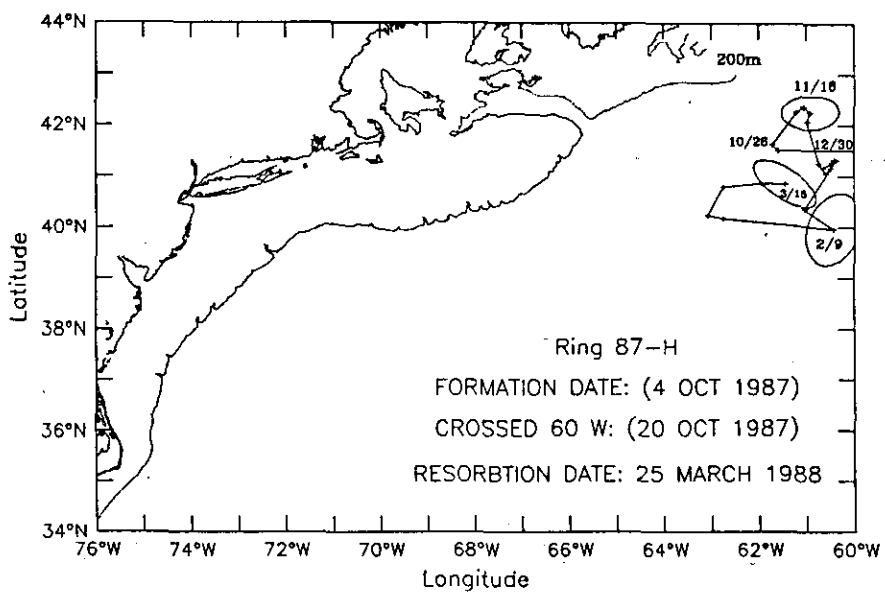 44°N
42°N
40°N
38°N
36°N
34°N
Latitude
200m
11/16
10/26
12/30
3/16
2/9
Ring 87-H
FORMATION DATE: (4 OCT 1987)
CROSSED 60 W: (20 OCT 1987)
RESORBTION DATE: 25 MARCH 1988
76°W 74°W 72°W 70°W 68°W 66°W 64°W 62°W 60°W
Longitude